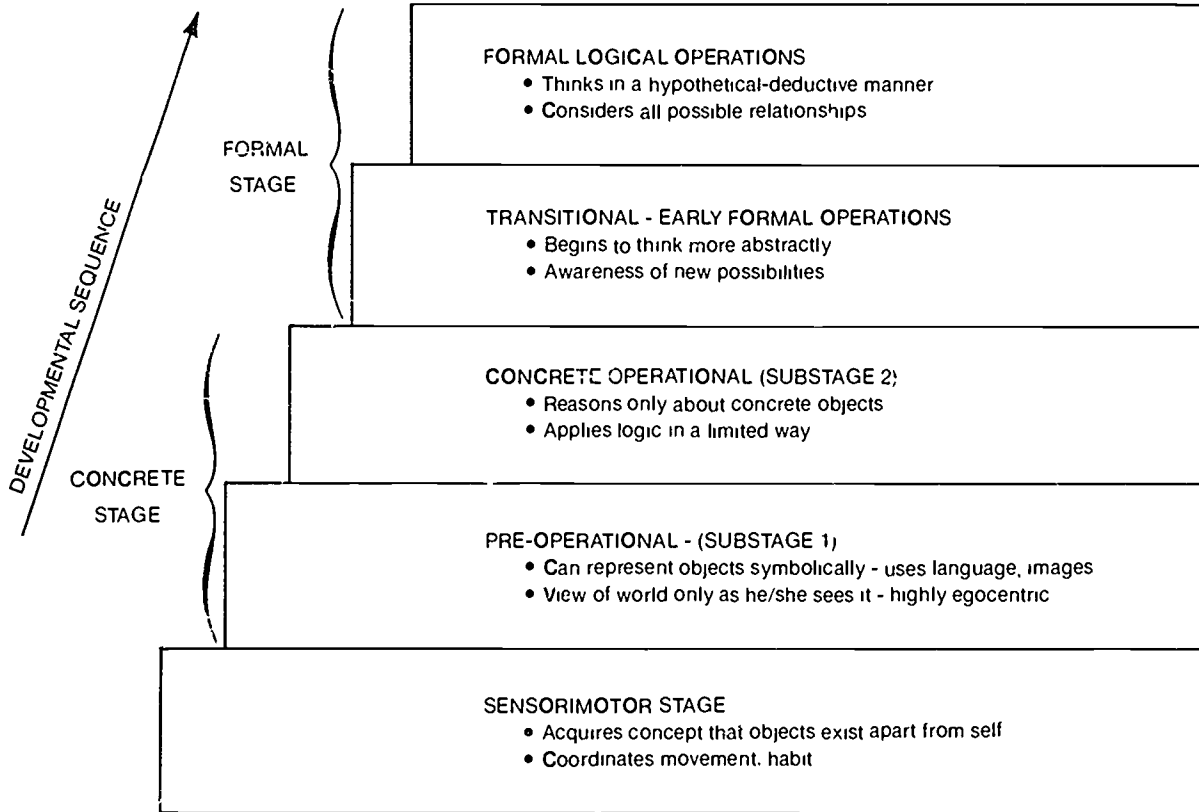 DEVELOPMENTAL SEQUENCE
FORMAL
STAGE
FORMAL LOGICAL OPERATIONS
• Thinks in a hypothetical-deductive manner
• Considers all possible relationships
TRANSITIONAL - EARLY FORMAL OPERATIONS
• Begins to think more abstractly
• Awareness of new possibilities
CONCRETE
STAGE
CONCRETE OPERATIONAL (SUBSTAGE 2)
• Reasons only about concrete objects
• Applies logic in a limited way
PRE-OPERATIONAL - (SUBSTAGE 1)
• Can represent objects symbolically - uses language, images
• View of world only as he/she sees it - highly egocentric
SENSORIMOTOR STAGE
• Acquires concept that objects exist apart from self
• Coordinates movement, habit